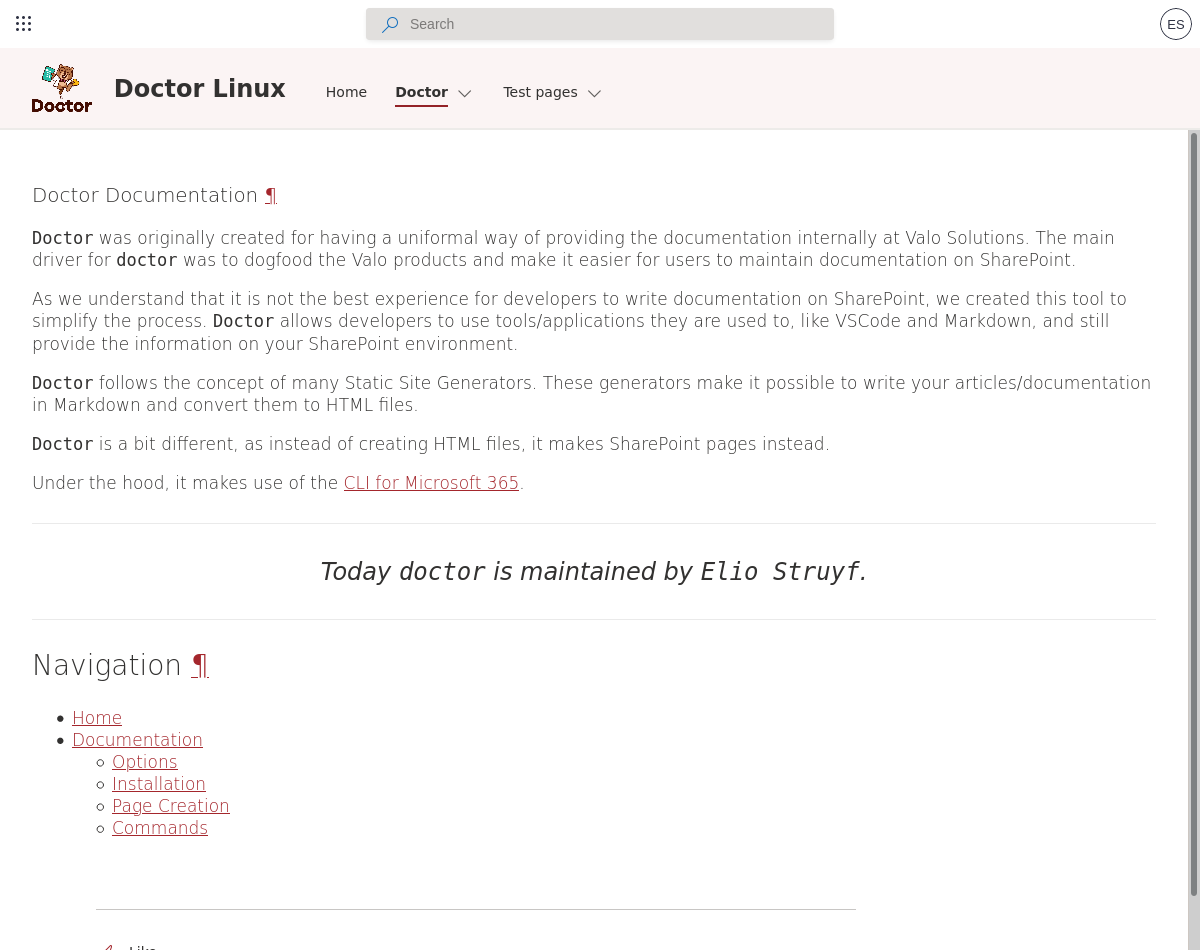 Search
ES
Doctor
Doctor Linux
Home
Doctor
Test pages
Doctor Documentation ¶
Doctor was originally created for having a uniformal way of providing the documentation internally at Valo Solutions. The main
driver for doctor was to dogfood the Valo products and make it easier for users to maintain documentation on SharePoint.
As we understand that it is not the best experience for developers to write documentation on SharePoint, we created this tool to
simplify the process. Doctor allows developers to use tools/applications they are used to, like VSCode and Markdown, and still
provide the information on your SharePoint environment.
Doctor follows the concept of many Static Site Generators. These generators make it possible to write your articles/documentation
in Markdown and convert them to HTML files.
Doctor is a bit different, as instead of creating HTML files, it makes SharePoint pages instead.
Under the hood, it makes use of the CLI for Microsoft 365.
Today doctor is maintained by Elio Struyf.
Navigation ¶
Home
Documentation
Options
Installation
Page Creation
Commands
Like